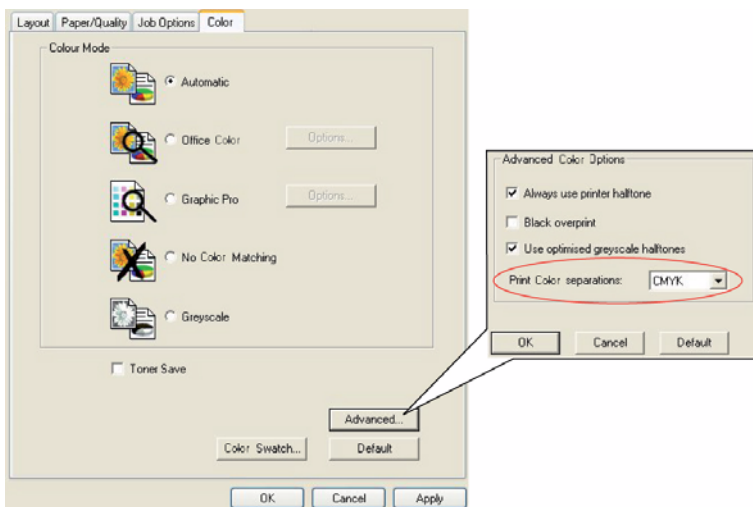 Layout Paper/Quality Job Options Color
Colour Mode
Automatic
Office Color Options...
Graphic Pro Options...
No Color Matching
Greyscale
Toner Save
Advanced...
Color Swatch... Default
OK Cancel Apply
Advanced Color Options
Always use printer halftone
Black overprint
Use optimised greyscale halftones
Print Color separations: CMYK
OK Cancel Default